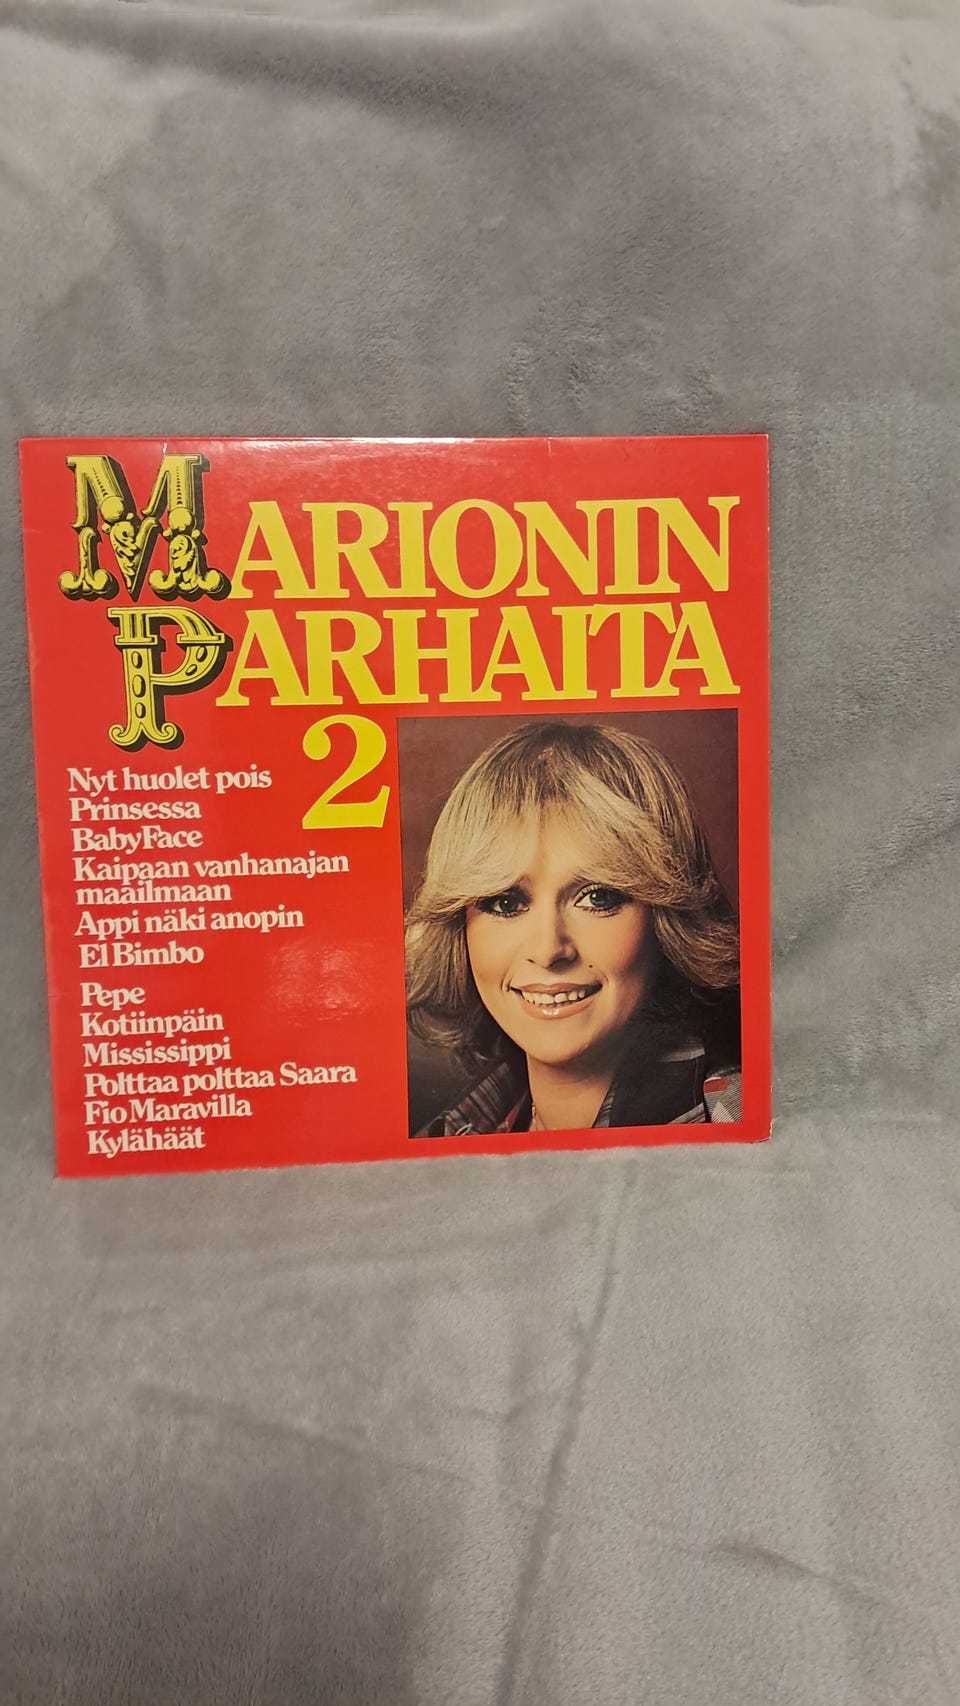 MARIONIN
PARHAITA
2
Nyt huolet pois
Prinsessa
BabyFace
Kaipaan vanhanajan
maailmaan
Appi näki anopin
El Bimbo
Pepe
Kotiinpäin
Mississippi
Polttaa polttaa Saara
Fio Maravilla
Kylähäät